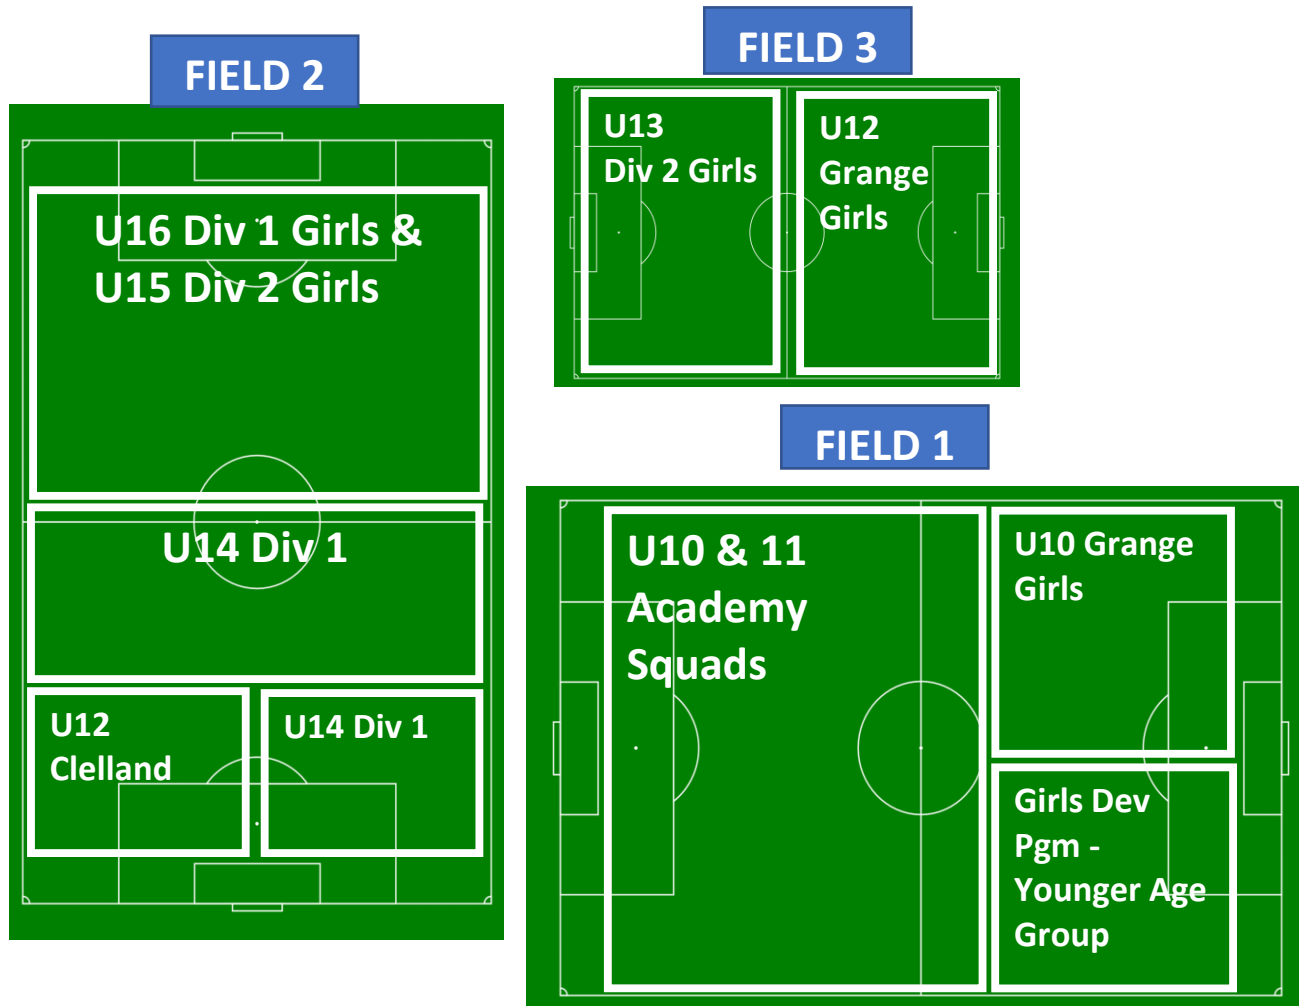 FIELD 2
U16 Div 1 Girls &
U15 Div 2 Girls
U14 Div 1
U12
Clelland
U14 Div 1
FIELD 3
U13
Div 2 Girls
U12
Grange
Girls
FIELD 1
U10 & 11
Academy
Squads
U10 Grange
Girls
Girls Dev
Pgm -
Younger Age
Group